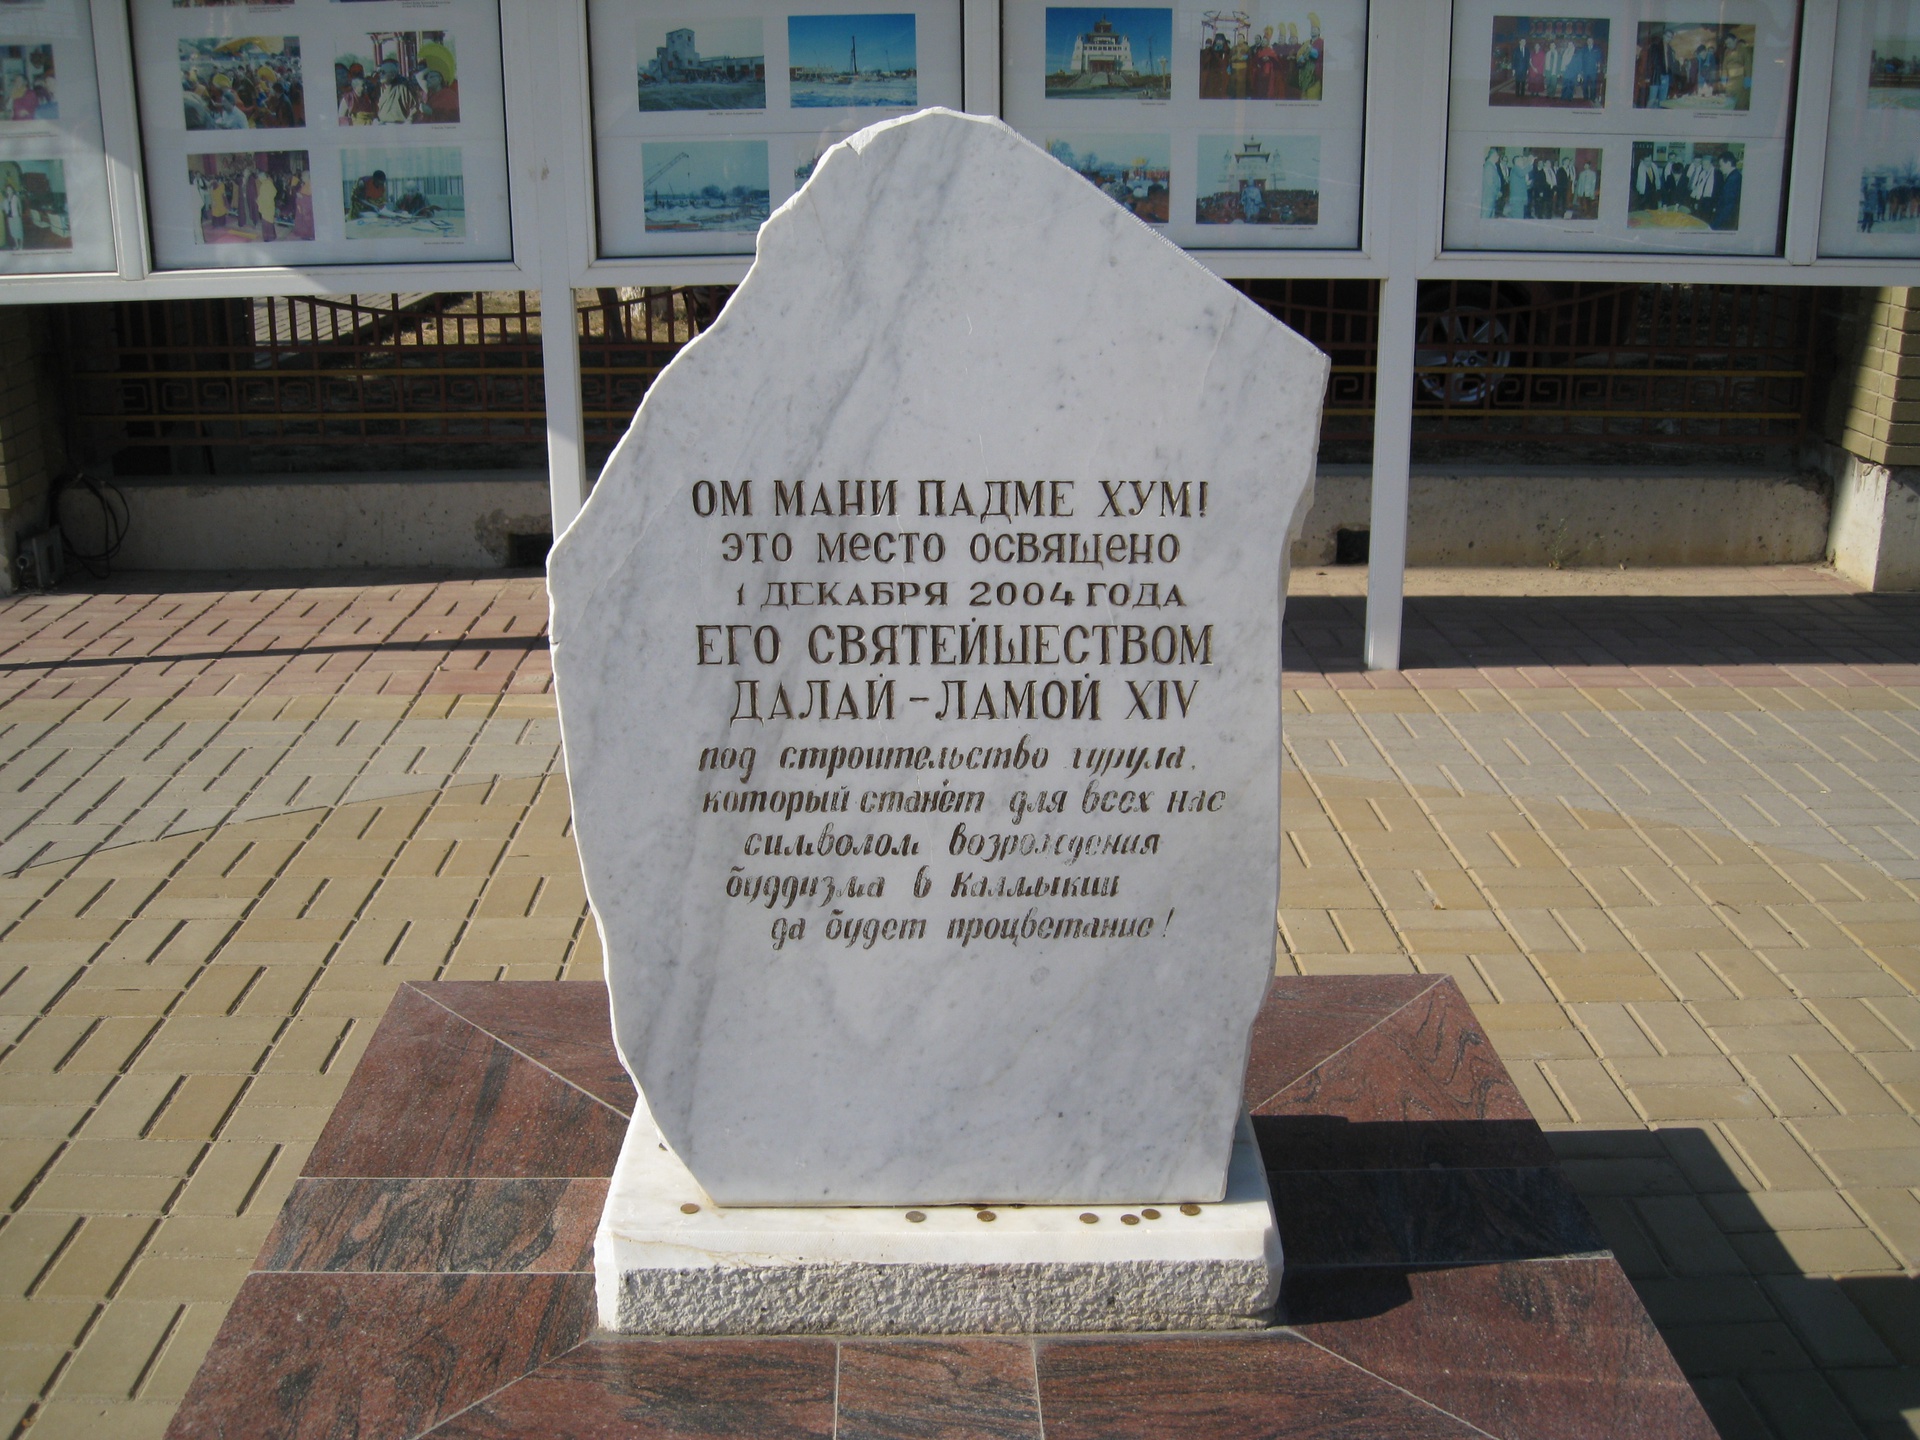 ОМ МАНИ ПАДМЕ ХУМ!
ЭТО МЕСТО ОСВЯЩЕНО
1 ДЕКАБРЯ 2004 ГОДА
ЕГО СВЯТЕЙШЕСТВОМ
ДАЛАЙ-ЛАМОЙ XIV
под строительство хурула,
который станет для всех нас
символом возрождения
буддизма в Калмыкии
да будет процветание!